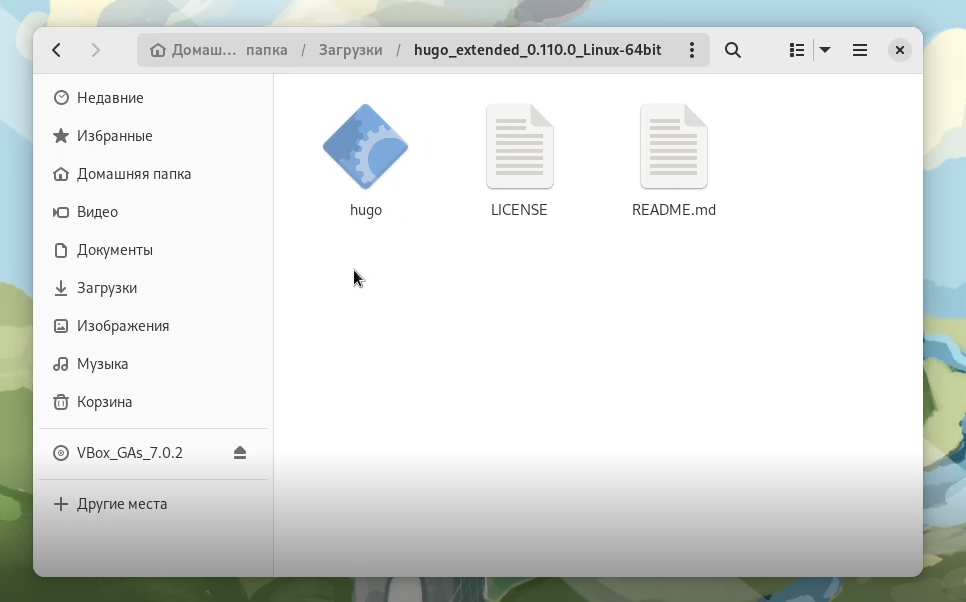 Домаш... папка / Загрузки / hugo_extended_0.110.0_Linux-64bit
Недавние
Избранные
Домашняя папка
Видео
Документы
Загрузки
Изображения
Музыка
Корзина
VBox_GAs_7.0.2
Другие места
hugo
LICENSE
README.md